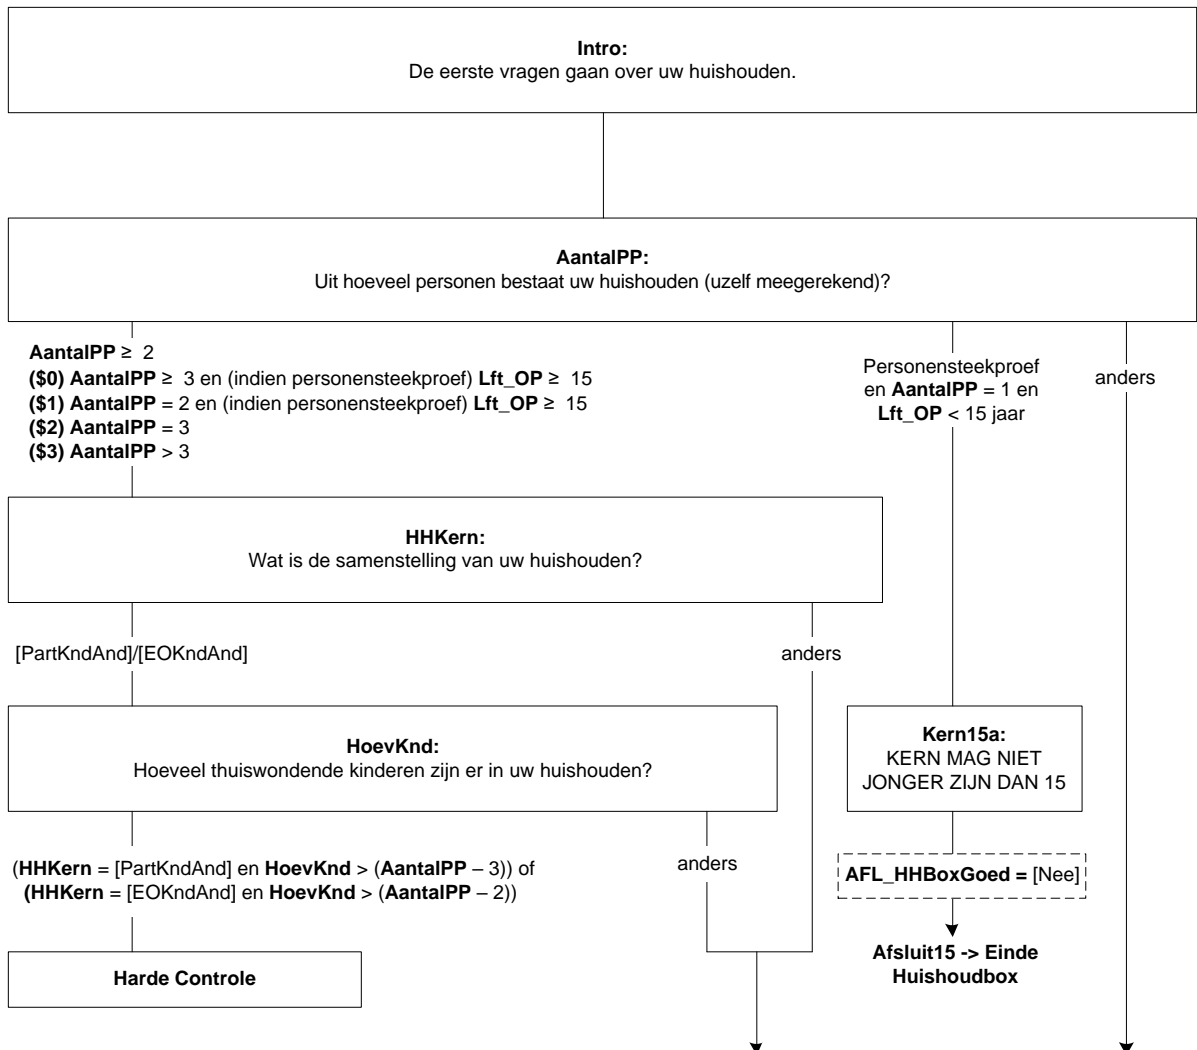 Intro:
De eerste vragen gaan over uw huishouden.
AantalPP:
Uit hoeveel personen bestaat uw huishouden (uzelf meegerekend)?
AantalPP ≥ 2
($0) AantalPP ≥ 3 en (indien personensteekproef) Lft_OP ≥ 15
($1) AantalPP = 2 en (indien personensteekproef) Lft_OP ≥ 15
($2) AantalPP = 3
($3) AantalPP > 3
Personensteekproef
en AantalPP = 1 en
Lft_OP < 15 jaar
anders
HHKern:
Wat is de samenstelling van uw huishouden?
[PartKndAnd]/[EOKndAnd]
anders
HoevKnd:
Hoeveel thuiswondende kinderen zijn er in uw huishouden?
Kern15a:
KERN MAG NIET
JONGER ZIJN DAN 15
(HHKern = [PartKndAnd] en HoevKnd > (AantalPP – 3)) of
(HHKern = [EOKndAnd] en HoevKnd > (AantalPP – 2))
anders
AFL_HHBoxGoed = [Nee]
Harde Controle
Afsluit15 -> Einde
Huishoudbox